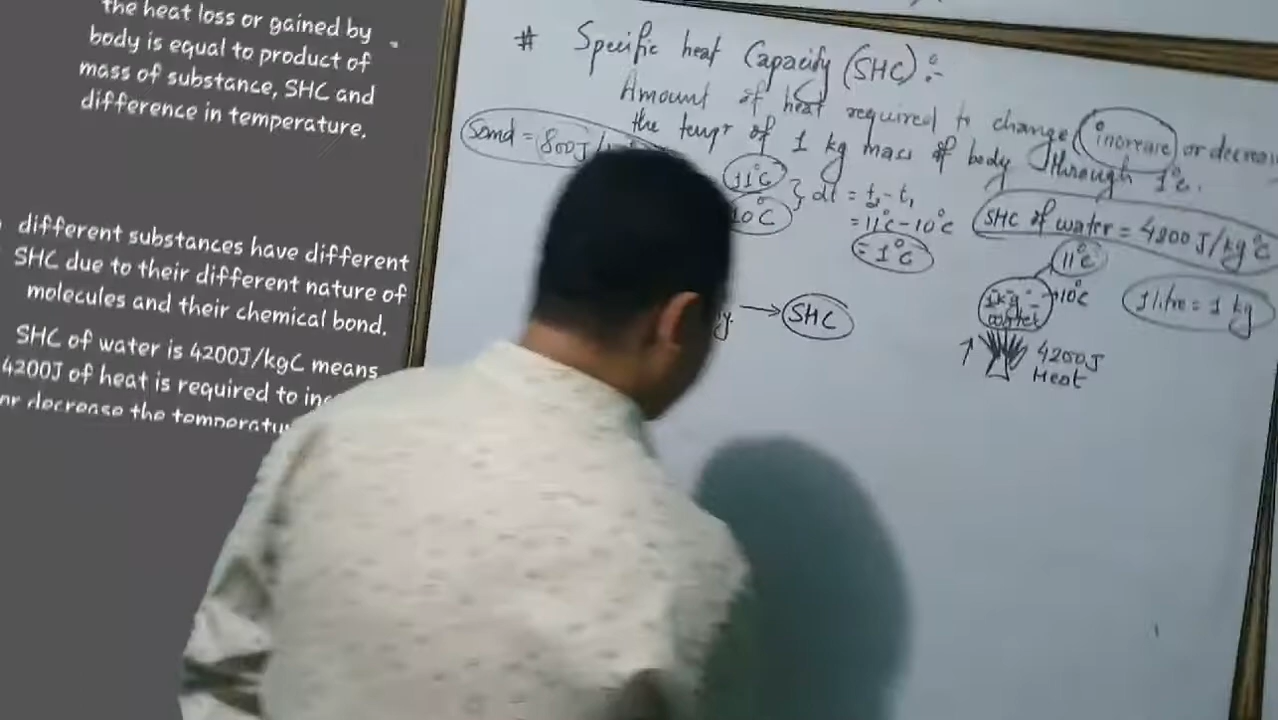 the heat loss or gained by
body is equal to product of
mass of substance, SHC and
difference in temperature.
different substances have different
SHC due to their different nature of
molecules and their chemical bond.
SHC of water is 4200J/kgC means
4200J of heat is required to
or decrease the
# Specific heat Capacity (SHC):-
Amount of heat required to change (increase) or
the tempr of 1 kg mass of body through 1°C.
Sand = 800J/
11°C
10°C
} dt = t2 - t1
= 11°C - 10°C
= 1°C
SHC of water = 4200 J/kg°C
→ SHC
11°C
1kg
water
10°C
1 litre = 1 kg
↑
4200J
Heat